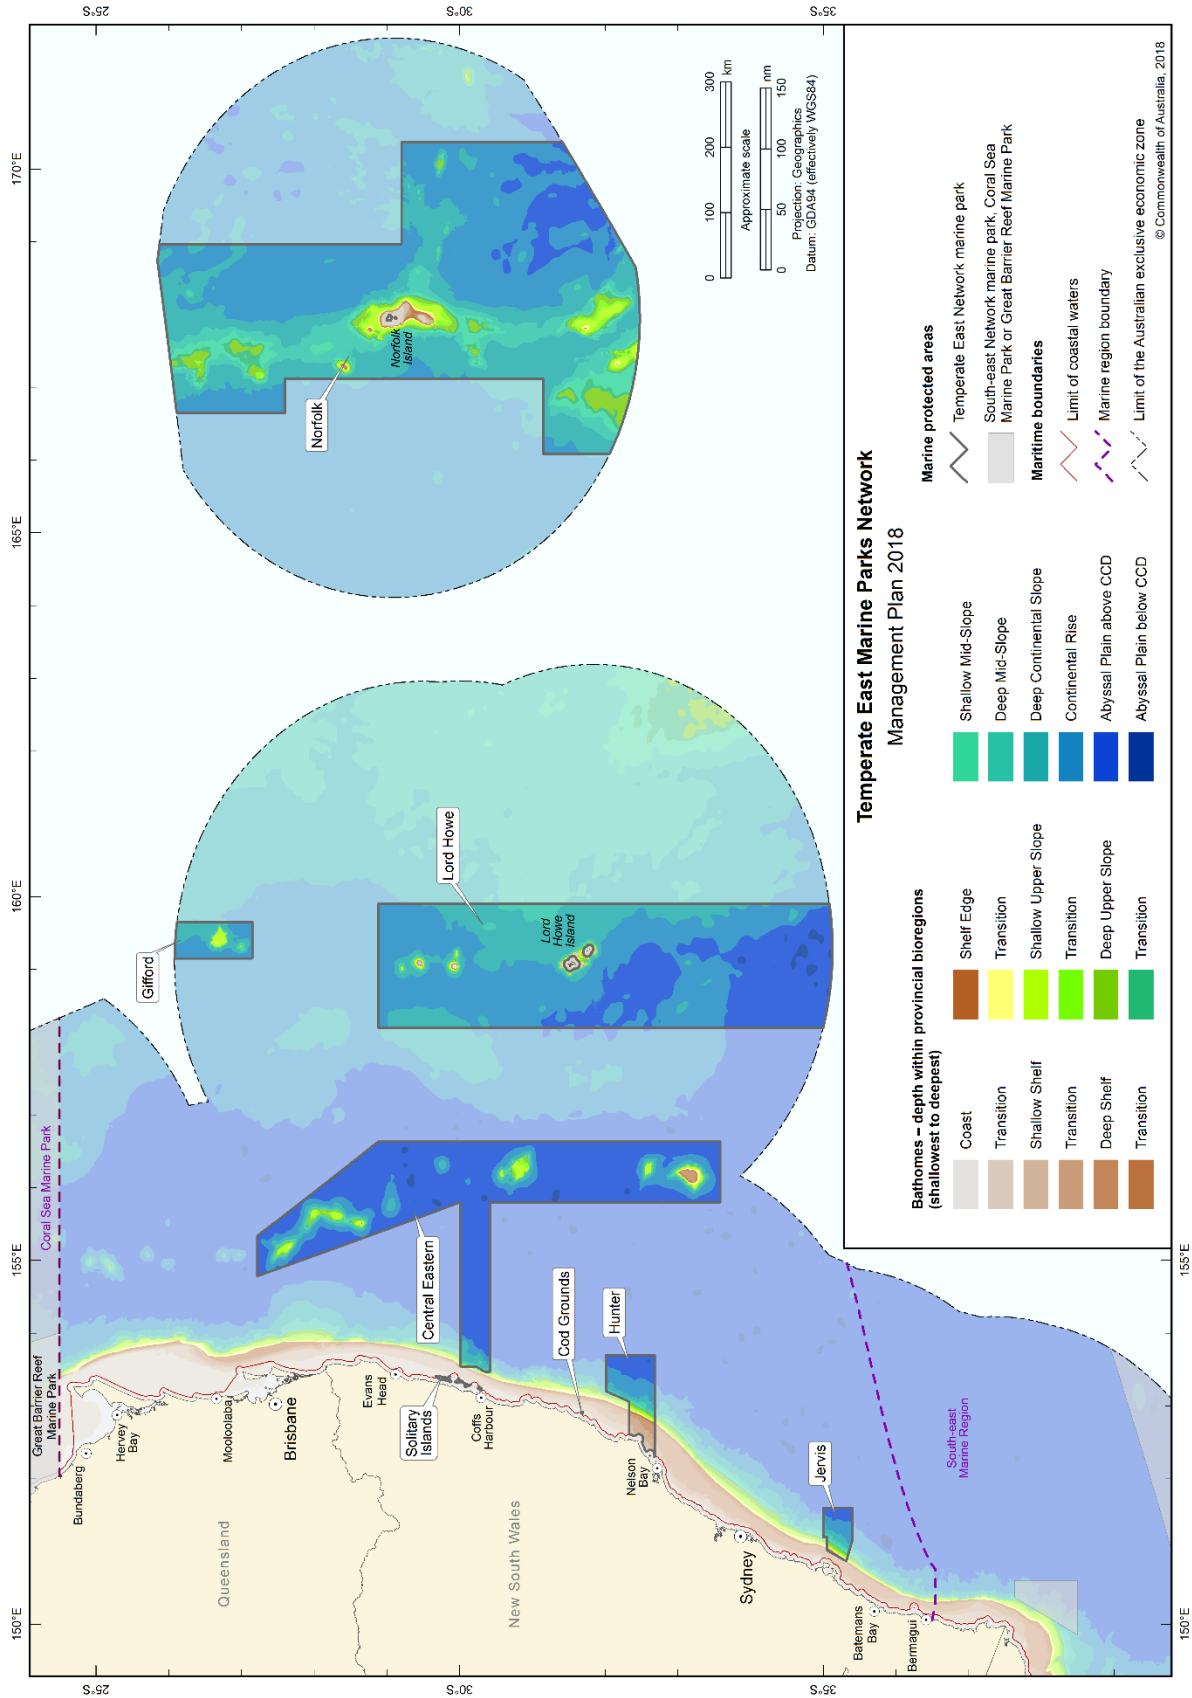 25°S
30°S
35°S
170°E
165°E
160°E
155°E
150°E
25°S
30°S
35°S
155°E
150°E
Great Barrier Reef
Marine Park
Coral Sea Marine Park
Bundaberg
Hervey
Bay
Mooloolaba
Brisbane
Queensland
Evans
Head
Solitary
Islands
Coffs
Harbour
New South Wales
Central Eastern
Cod Grounds
Hunter
Nelson
Bay
Sydney
Jervis
Batemans
Bay
Bermagui
South-east
Marine Region
Gifford
Lord Howe
Lord
Howe
Island
Norfolk
Norfolk
Island
0
100
200
300
km
Approximate scale
0
50
100
150
nm
Projection: Geographics
Datum: GDA94 (effectively WGS84)
Temperate East Marine Parks Network
Management Plan 2018
Bathomes – depth within provincial bioregions
(shallowest to deepest)
Coast
Transition
Shallow Shelf
Transition
Deep Shelf
Transition
Shelf Edge
Transition
Shallow Upper Slope
Transition
Deep Upper Slope
Transition
Shallow Mid-Slope
Deep Mid-Slope
Deep Continental Slope
Continental Rise
Abyssal Plain above CCD
Abyssal Plain below CCD
Marine protected areas
Temperate East Network marine park
South-east Network marine park, Coral Sea
Marine Park or Great Barrier Reef Marine Park
Maritime boundaries
Limit of coastal waters
Marine region boundary
Limit of the Australian exclusive economic zone
© Commonwealth of Australia, 2018